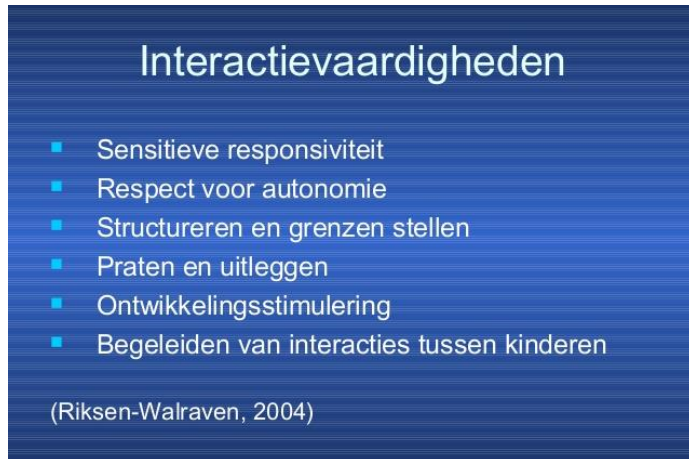 Interactievaardigheden
Sensitieve responsiviteit
Respect voor autonomie
Structureren en grenzen stellen
Praten en uitleggen
Ontwikkelingsstimulering
Begeleiden van interacties tussen kinderen
(Riksen-Walraven, 2004)